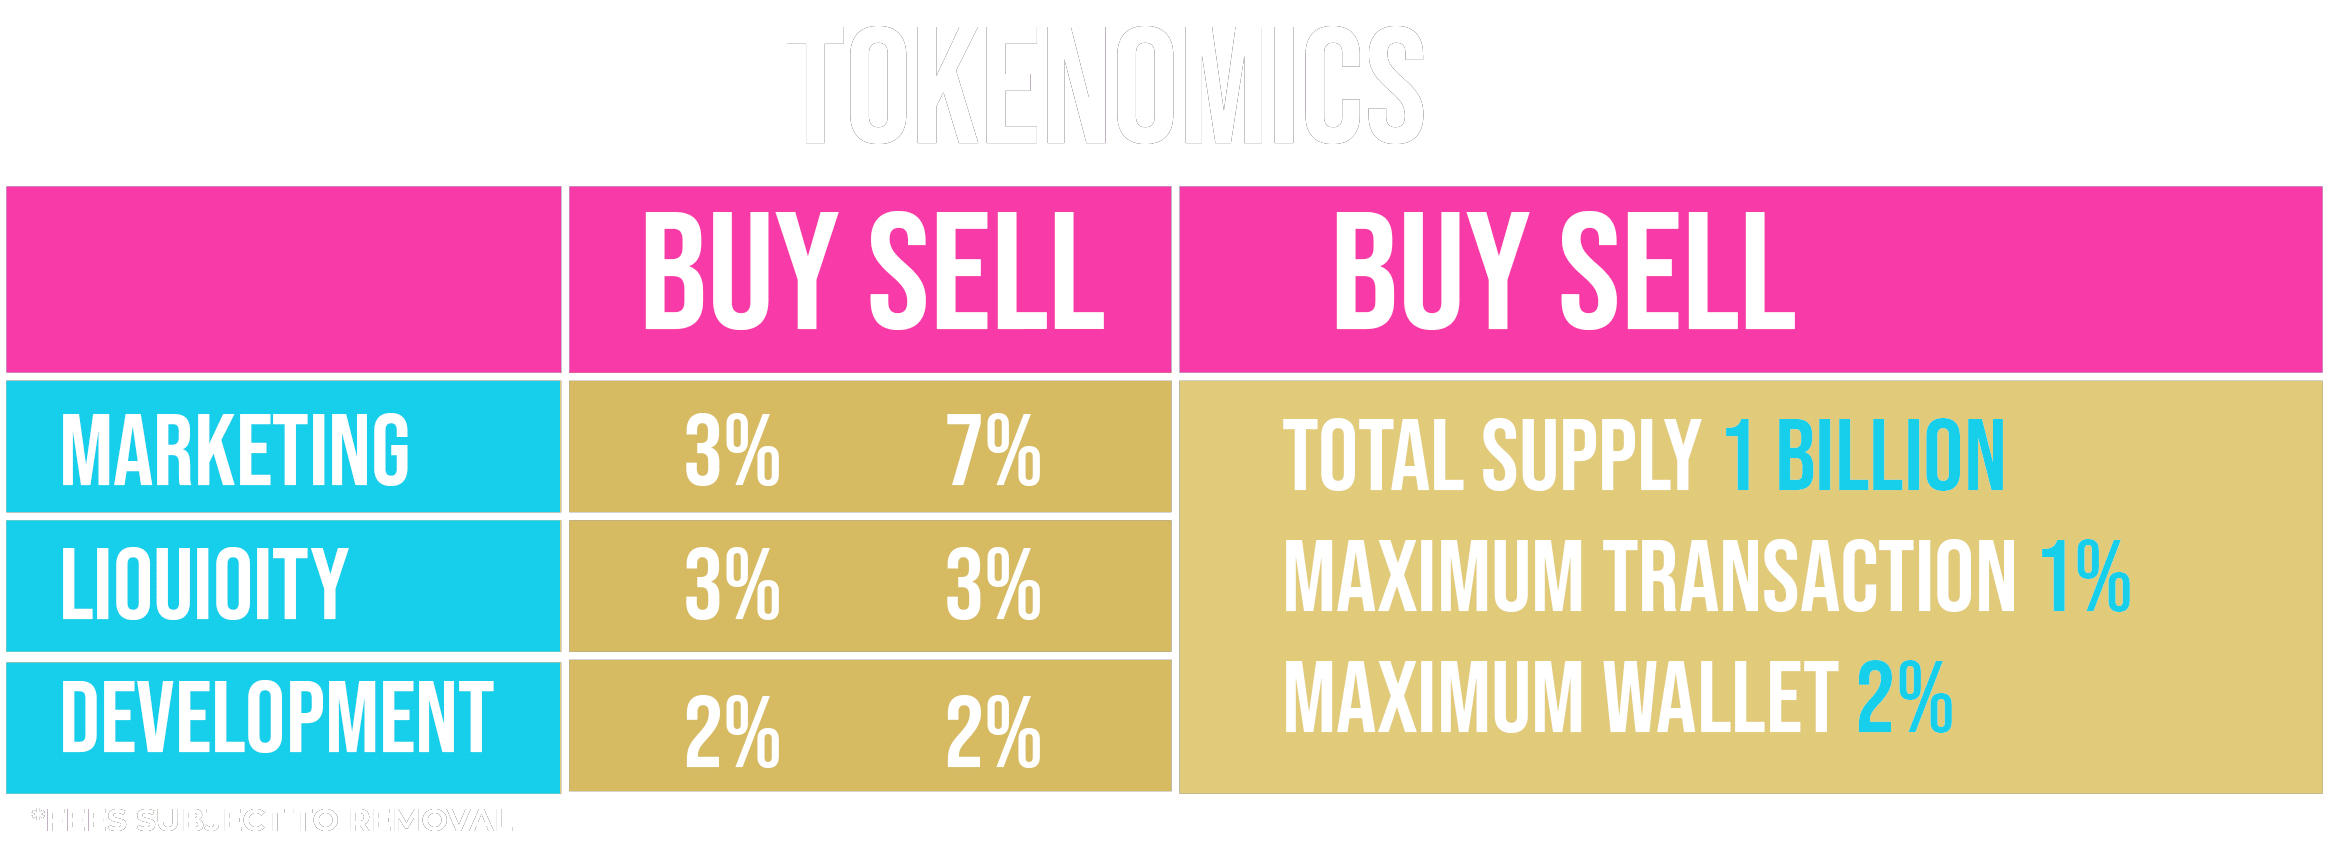 TOKENOMICS
BUY SELL
BUY SELL
MARKETING 3% 7%
LIOUIOITY 3% 3%
DEVELOPMENT 2% 2%
TOTAL SUPPLY 1 BILLION
MAXIMUM TRANSACTION 1%
MAXIMUM WALLET 2%
*FEES SUBJECT TO REMOVAL